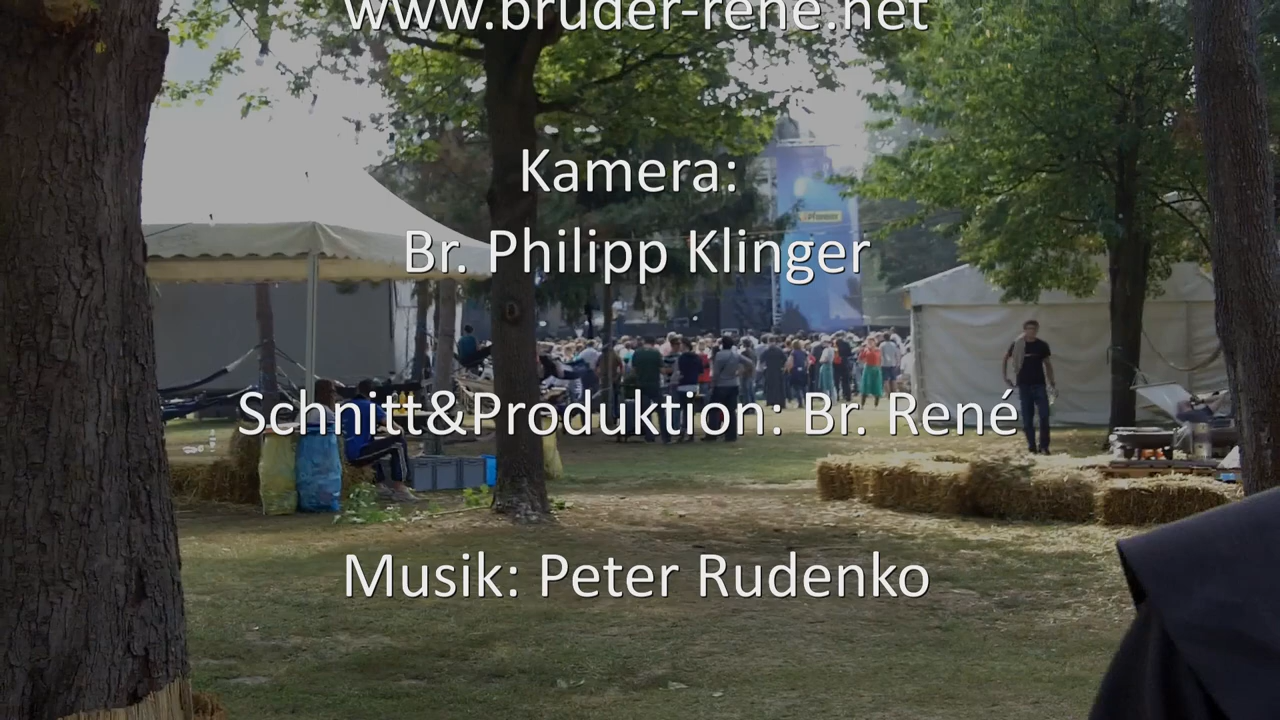 www.bruder-rene.net
Kamera:
Br. Philipp Klinger
Schnitt&Produktion: Br. René
Musik: Peter Rudenko